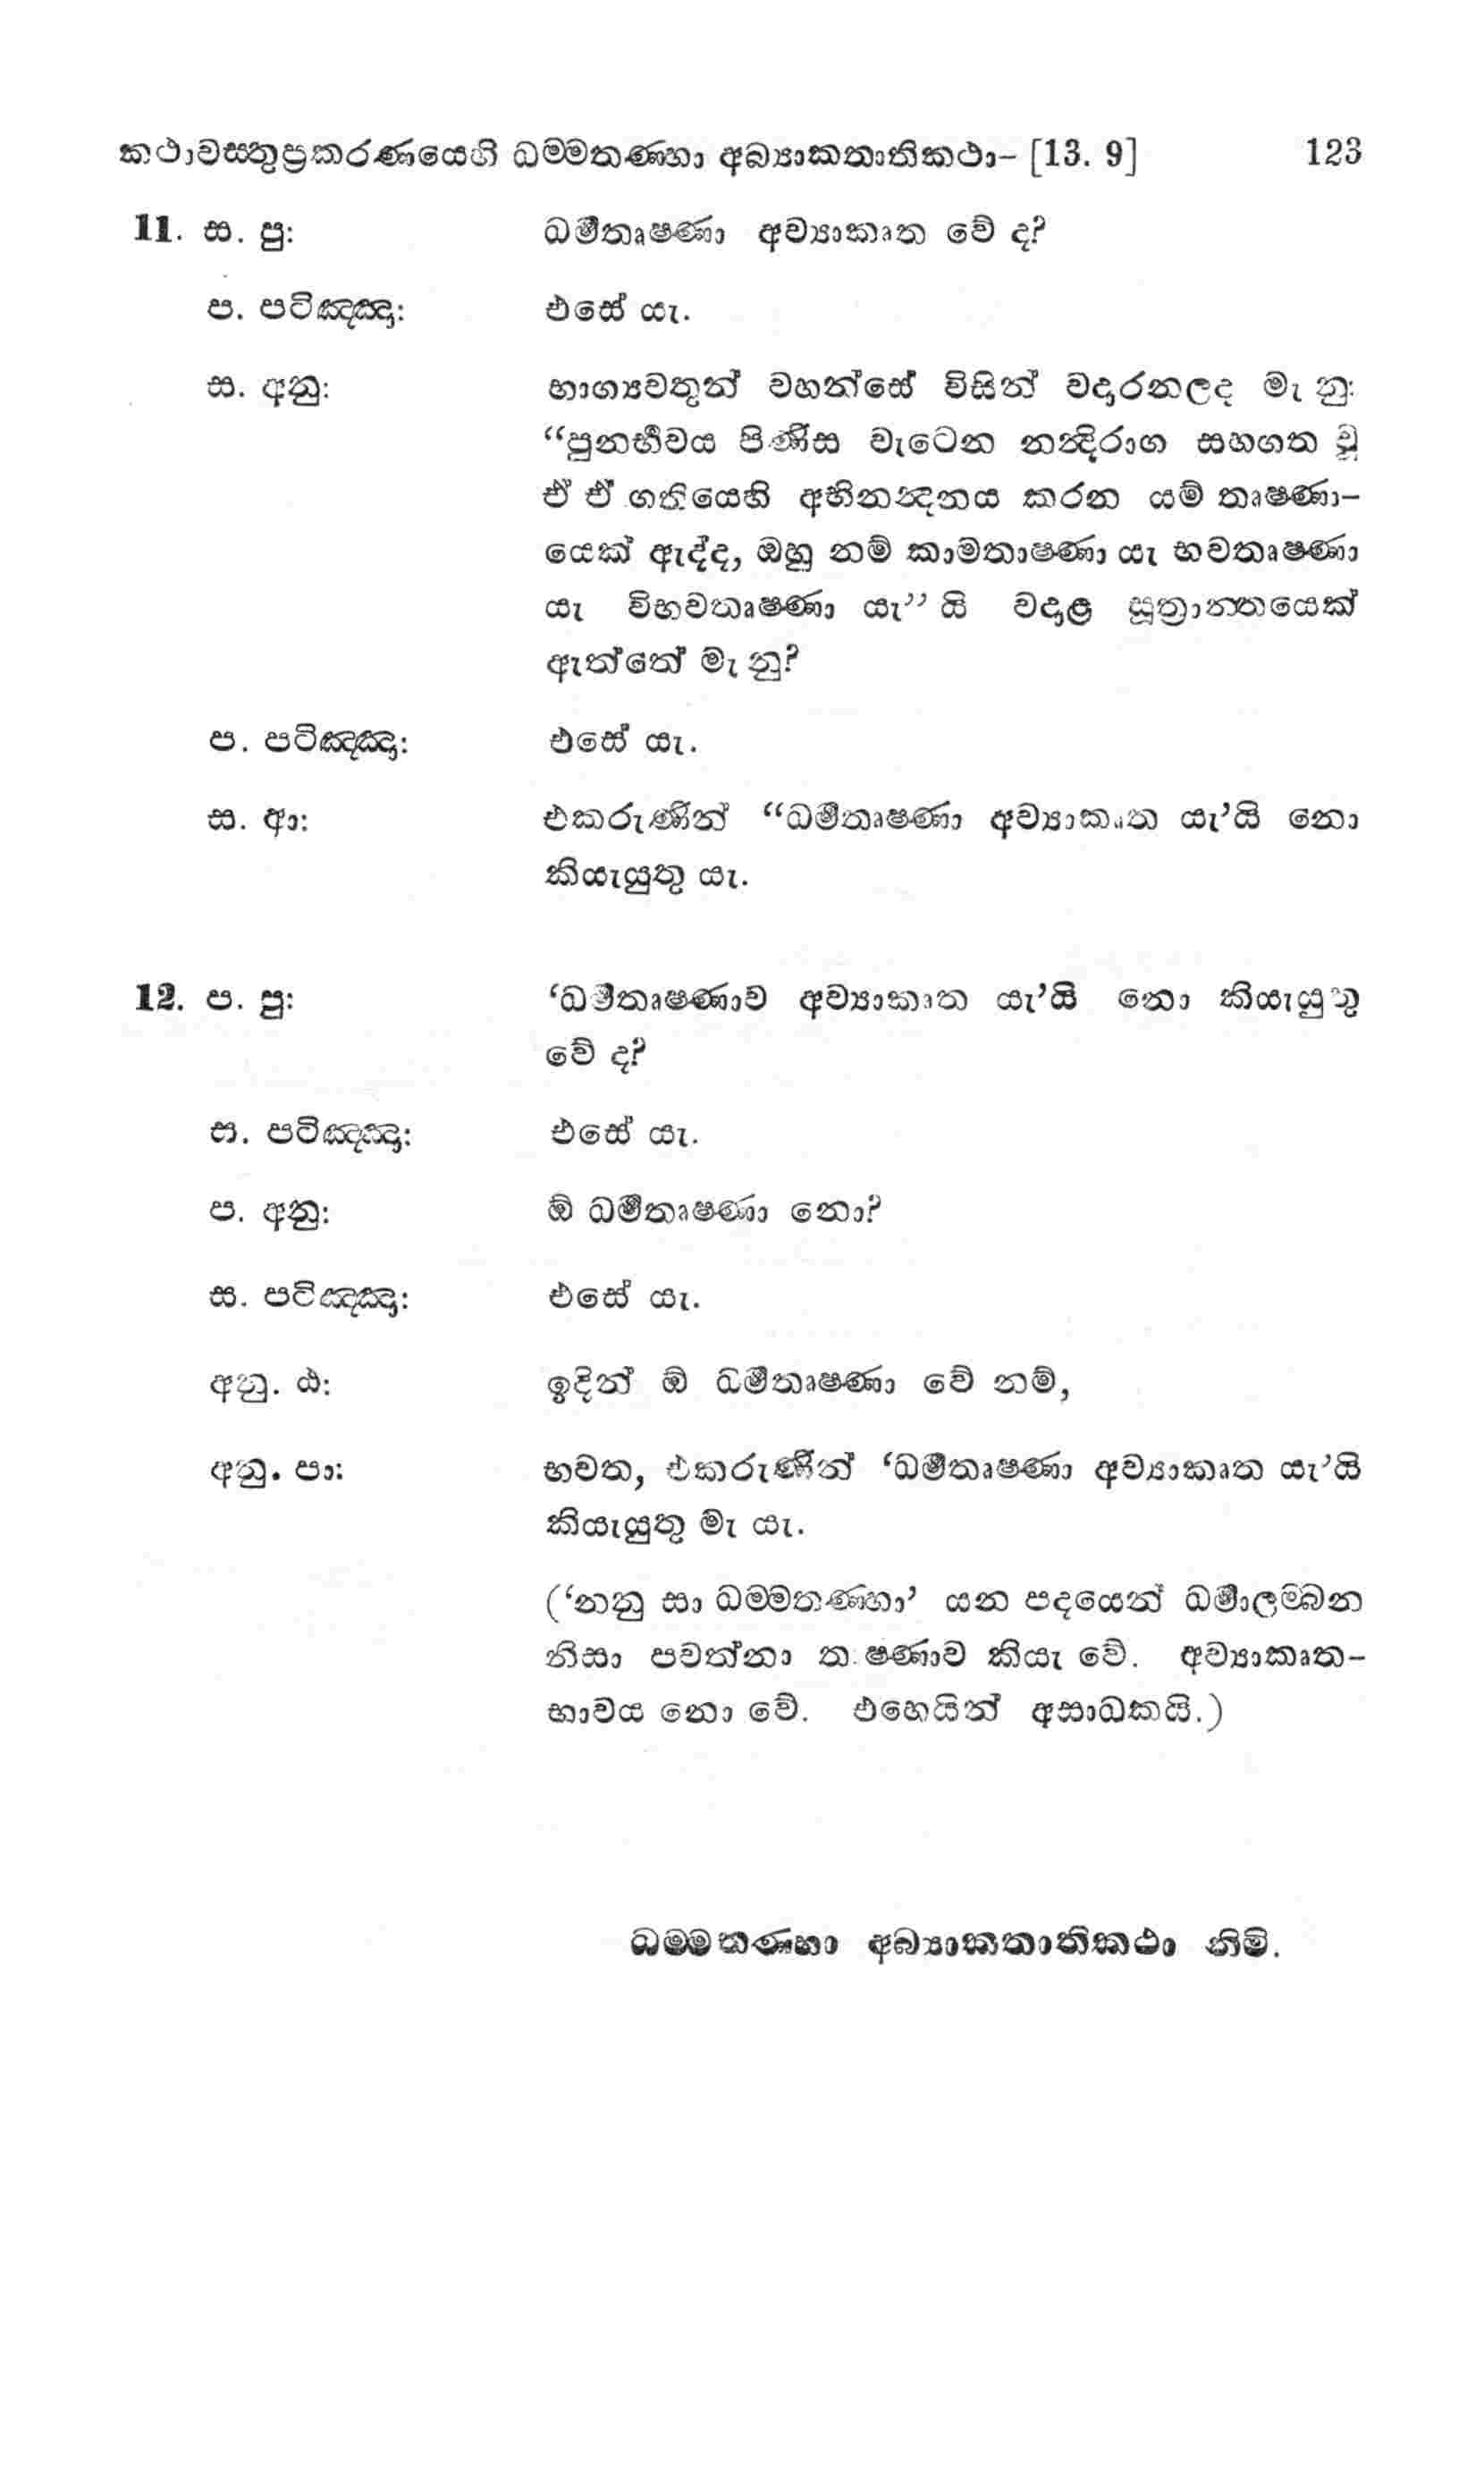 කථාවස්තුප්‍රකරණයෙහි ධම්මතණ්හා අබ්‍යාකතාතිකථා- [13. 9] 123
11. ස. පු: ධර්‍මතෘෂ්ණා අව්‍යාකෘත වේ ද?
ප. පටිඤ්ඤා: එසේ යැ.
ස. අනු: භාග්‍යවතුන් වහන්සේ විසින් වදාරනලද මැ නු:
“පුනර්භවය පිණිස වැටෙන නන්දිරාග සහගත වූ
ඒ ඒ ගතියෙහි අභිනන්දනය කරන යම් තෘෂ්ණා-
යෙක් ඇද්ද, ඔහු නම් කාමතෘෂ්ණා යැ භවතෘෂ්ණා
යැ විභවතෘෂ්ණා යැ” යි වදාළ සූත්‍රාන්තයෙක්
ඇත්තේ මැ නු?
ප. පටිඤ්ඤා: එසේ යැ.
ස. ආ: එකරුණින් “ධර්‍මතෘෂ්ණා අව්‍යාකෘත යැ’යි නො
කියැයුතු යැ.
12. ප. පු: ‘ධර්‍මතෘෂ්ණාව අව්‍යාකෘත යැ’යි නො කියැයුතු
වේ ද?
ස. පටිඤ්ඤා: එසේ යැ.
ප. අනු: ඕ ධර්‍මතෘෂ්ණා නො?
ස. පටිඤ්ඤා: එසේ යැ.
අනු. ඨ: ඉදින් ඕ ධර්‍මතෘෂ්ණා වේ නම්,
අනු. පා: භවත, එකරුණින් ‘ධර්‍මතෘෂ්ණා අව්‍යාකෘත යැ’යි
කියැයුතු මැ යැ.
(‘නනු සා ධම්මතණ්හා’ යන පදයෙන් ධර්‍මාලම්බන
නිසා පවත්නා තෘෂ්ණාව කියැ වේ. අව්‍යාකෘත-
භාවය නො වේ. එහෙයින් අසාධකයි.)
ධම්මතණ්හා අබ්‍යාකතාතිකථා නිමි.